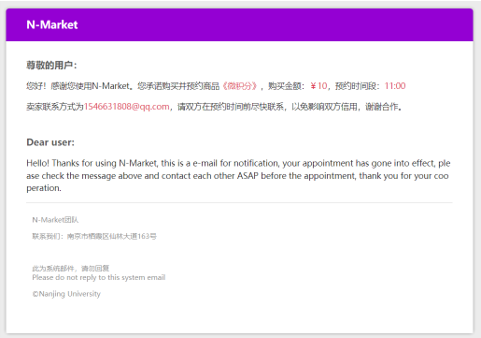 N-Market
尊敬的用户：
您好！感谢您使用N-Market。您承诺购买并预约商品《微积分》，购买金额：￥10，预约时间段：11:00
卖家联系方式为1546631808@qq.com，请双方在预约时间前尽快联系，以免影响双方信用，谢谢合作。
Dear user:
Hello! Thanks for using N-Market, this is a e-mail for notification, your appointment has gone into effect, ple
ase check the message above and contact each other ASAP before the appointment, thank you for your coo
peration.
N-Market团队
联系我们：南京市栖霞区仙林大道163号
此为系统邮件，请勿回复
Please do not reply to this system email
©Nanjing University